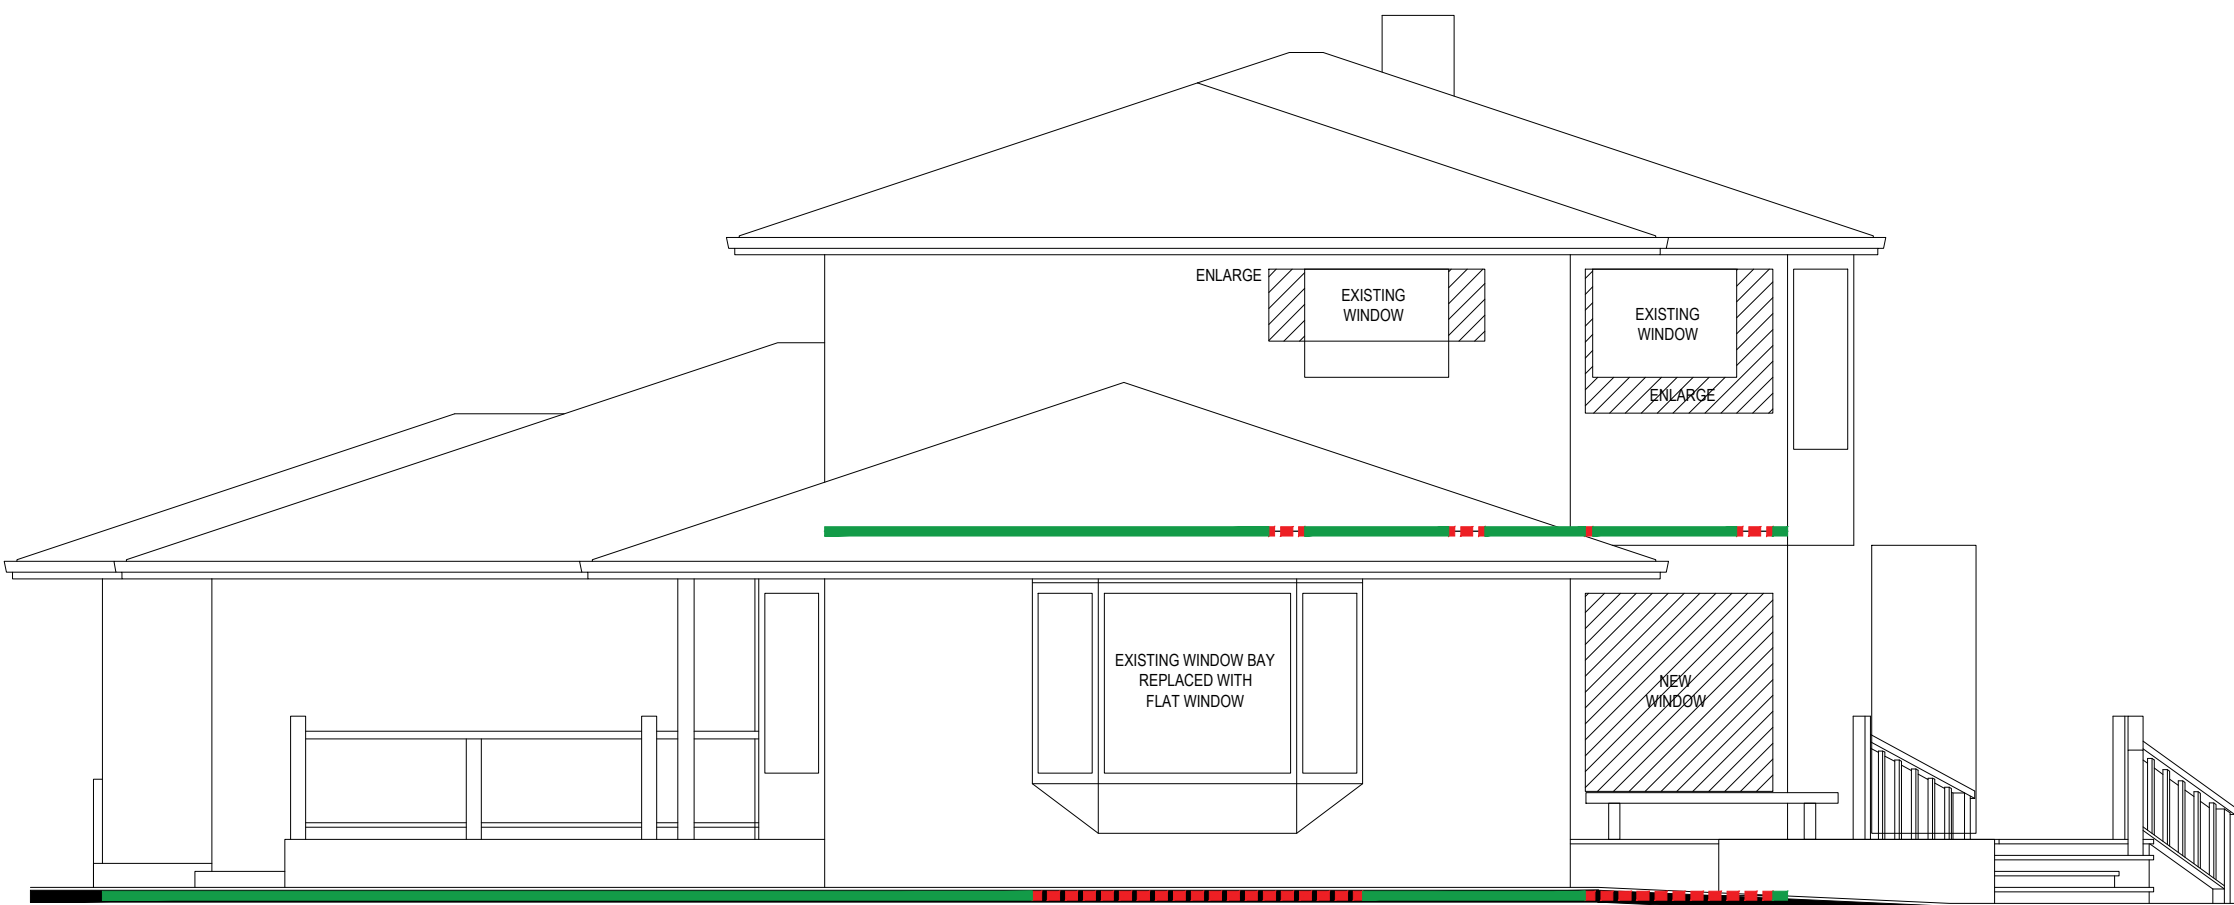 ENLARGE
EXISTING
WINDOW
EXISTING
WINDOW
ENLARGE
EXISTING WINDOW BAY
REPLACED WITH
FLAT WINDOW
NEW
WINDOW